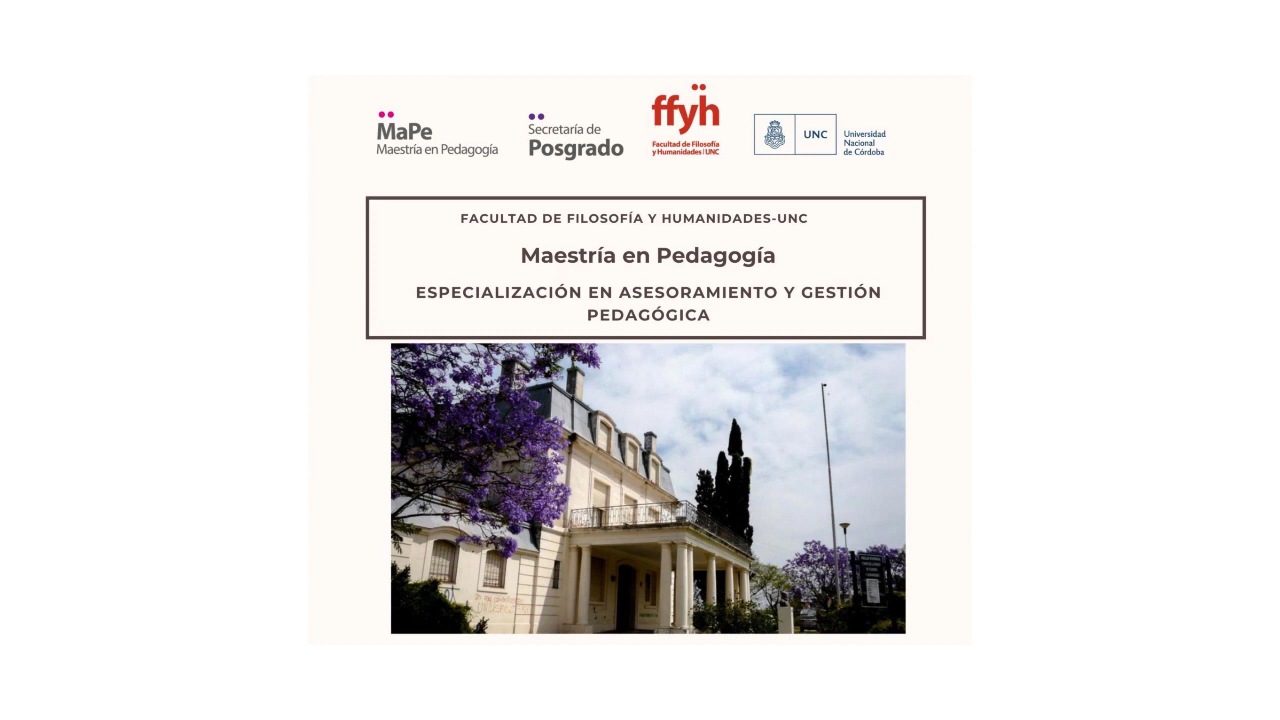 MaPe
Maestría en Pedagogía
Secretaría de
Posgrado
ffyh
Facultad de Filosofía
y Humanidades | UNC
UNC
Universidad
Nacional
de Córdoba
FACULTAD DE FILOSOFÍA Y HUMANIDADES-UNC
Maestría en Pedagogía
ESPECIALIZACIÓN EN ASESORAMIENTO Y GESTIÓN
PEDAGÓGICA